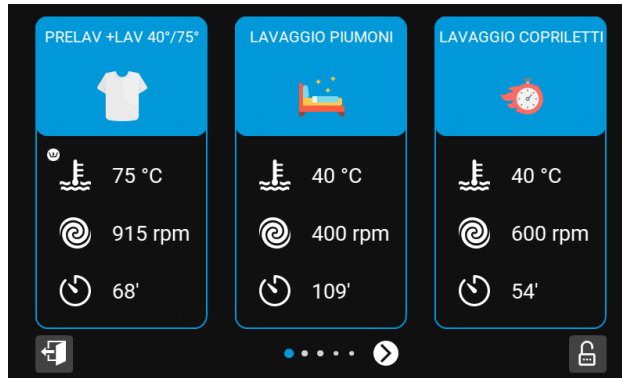 PRELAV +LAV 40°/75°
75 °C
915 rpm
68'
LAVAGGIO PIUMONI
40 °C
400 rpm
109'
LAVAGGIO COPRILETTI
40 °C
600 rpm
54'